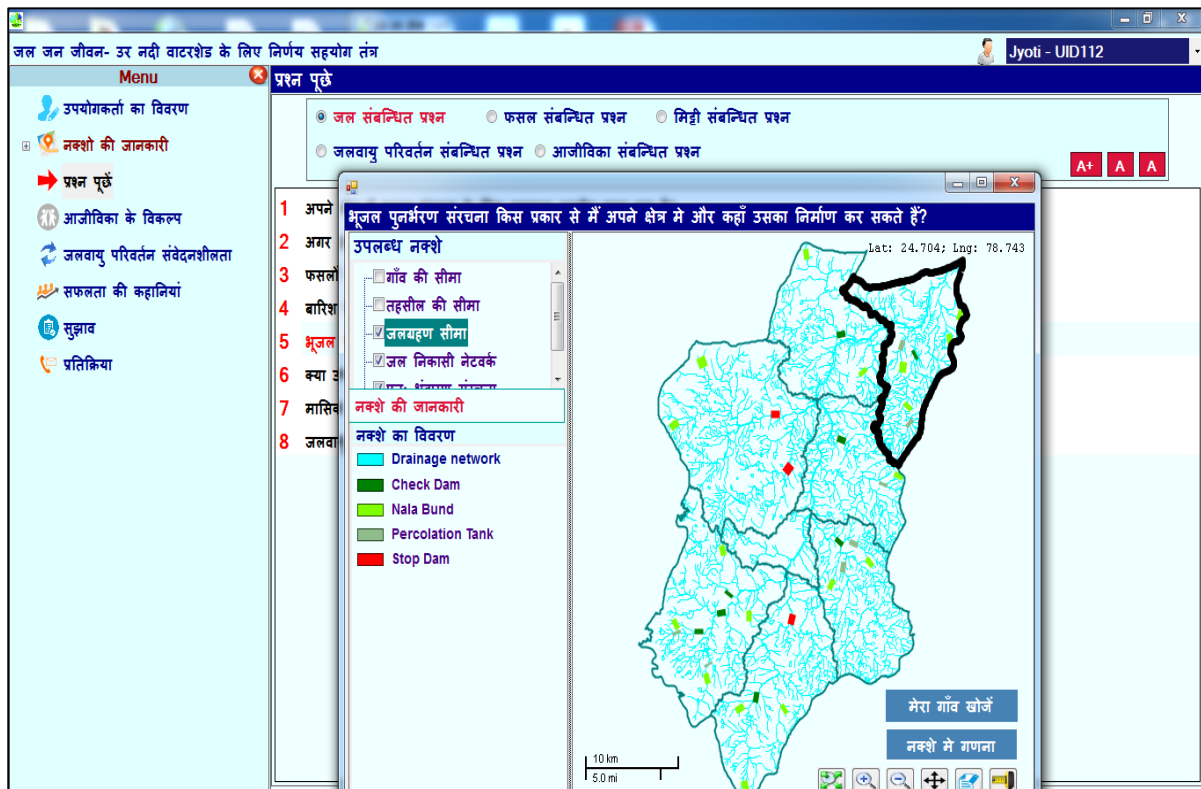 जल जन जीवन- उर नदी वाटरशेड के लिए निर्णय सहयोग तंत्र
Jyoti - UID112
Menu
उपयोगकर्ता का विवरण
नक्शो की जानकारी
प्रश्न पूछें
आजीविका के विकल्प
जलवायु परिवर्तन संवेदनशीलता
सफलता की कहानियां
सुझाव
प्रतिक्रिया
प्रश्न पूछे
जल संबन्धित प्रश्न फसल संबन्धित प्रश्न मिट्टी संबन्धित प्रश्न
जलवायु परिवर्तन संबन्धित प्रश्न आजीविका संबन्धित प्रश्न
A+ A A
1 अपने
2 अगर
3 फसलों
4 बारिश
5 भूजल
6 क्या
7 मासिक
8
भूजल पुनर्भरण संरचना किस प्रकार से मैं अपने क्षेत्र मे और कहाँ उसका निर्माण कर सकते हैं?
उपलब्ध नक्शे
गाँव की सीमा
तहसील की सीमा
जलग्रहण सीमा
जल निकासी नेटवर्क
नक्शे की जानकारी
नक्शे का विवरण
Drainage network
Check Dam
Nala Bund
Percolation Tank
Stop Dam
Lat: 24.704; Lng: 78.743
मेरा गाँव खोजें
नक्शे मे गणना
10 km
5.0 mi